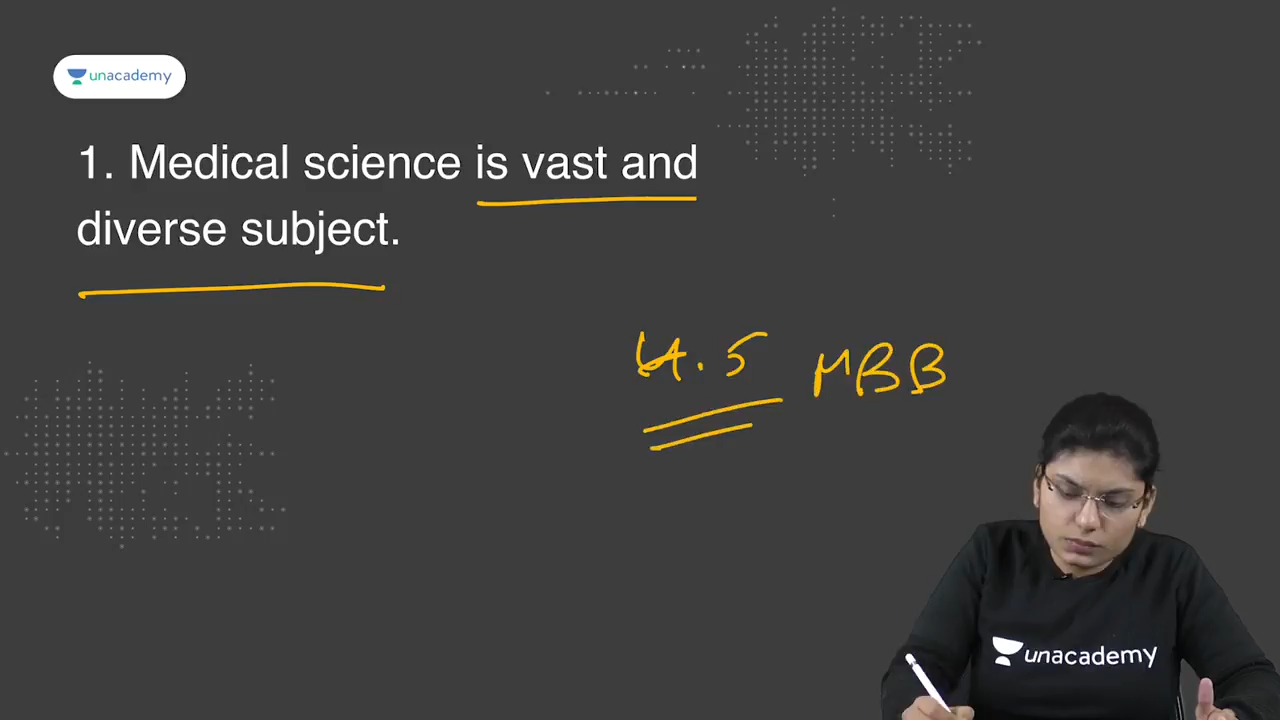 unacademy
1. Medical science is vast and
diverse subject.
4.5 MBB
unacademy